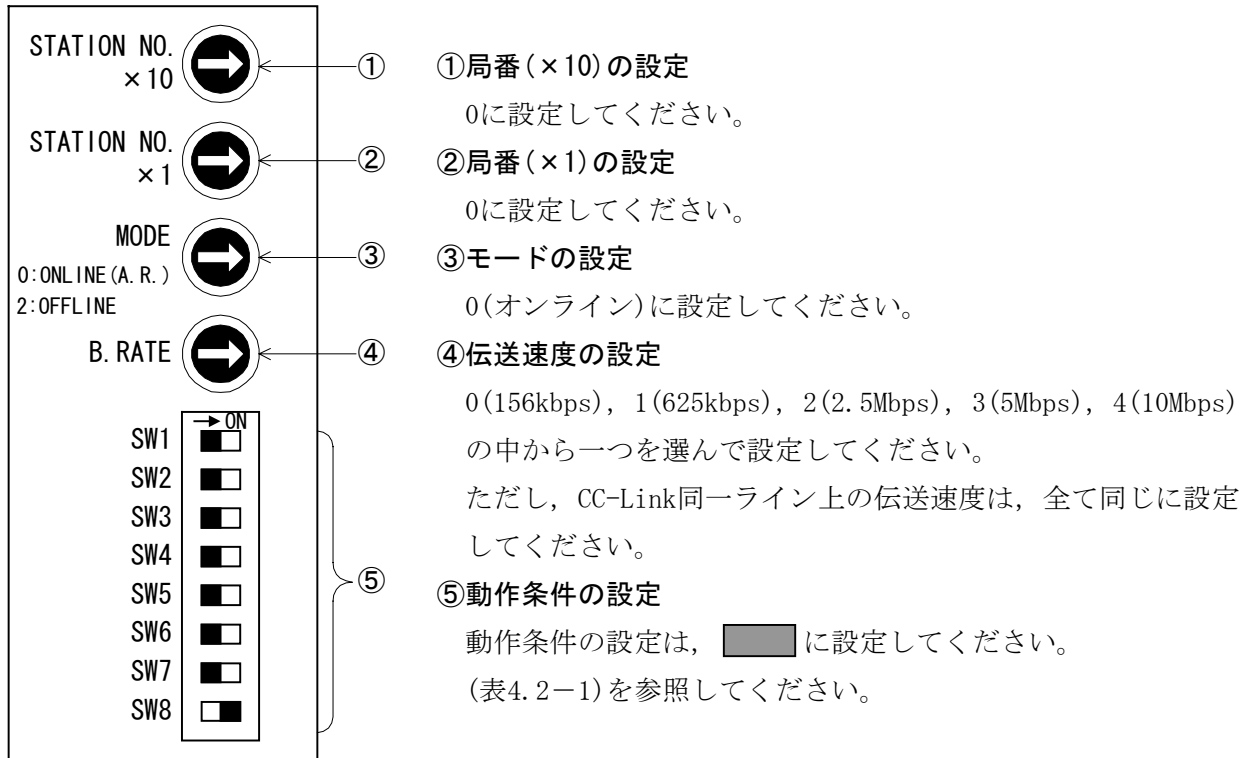 STATION NO.
×10
①
STATION NO.
×1
②
MODE
0:ONLINE(A.R.)
2:OFFLINE
③
B.RATE
④
→ ON
SW1
SW2
SW3
SW4
SW5
SW6
SW7
SW8
⑤
①局番(×10)の設定
0に設定してください。
②局番(×1)の設定
0に設定してください。
③モードの設定
0(オンライン)に設定してください。
④伝送速度の設定
0(156kbps), 1(625kbps), 2(2.5Mbps), 3(5Mbps), 4(10Mbps)
の中から一つを選んで設定してください。
ただし, CC-Link同一ライン上の伝送速度は, 全て同じに設定
してください。
⑤動作条件の設定
動作条件の設定は, に設定してください。
(表4.2−1)を参照してください。